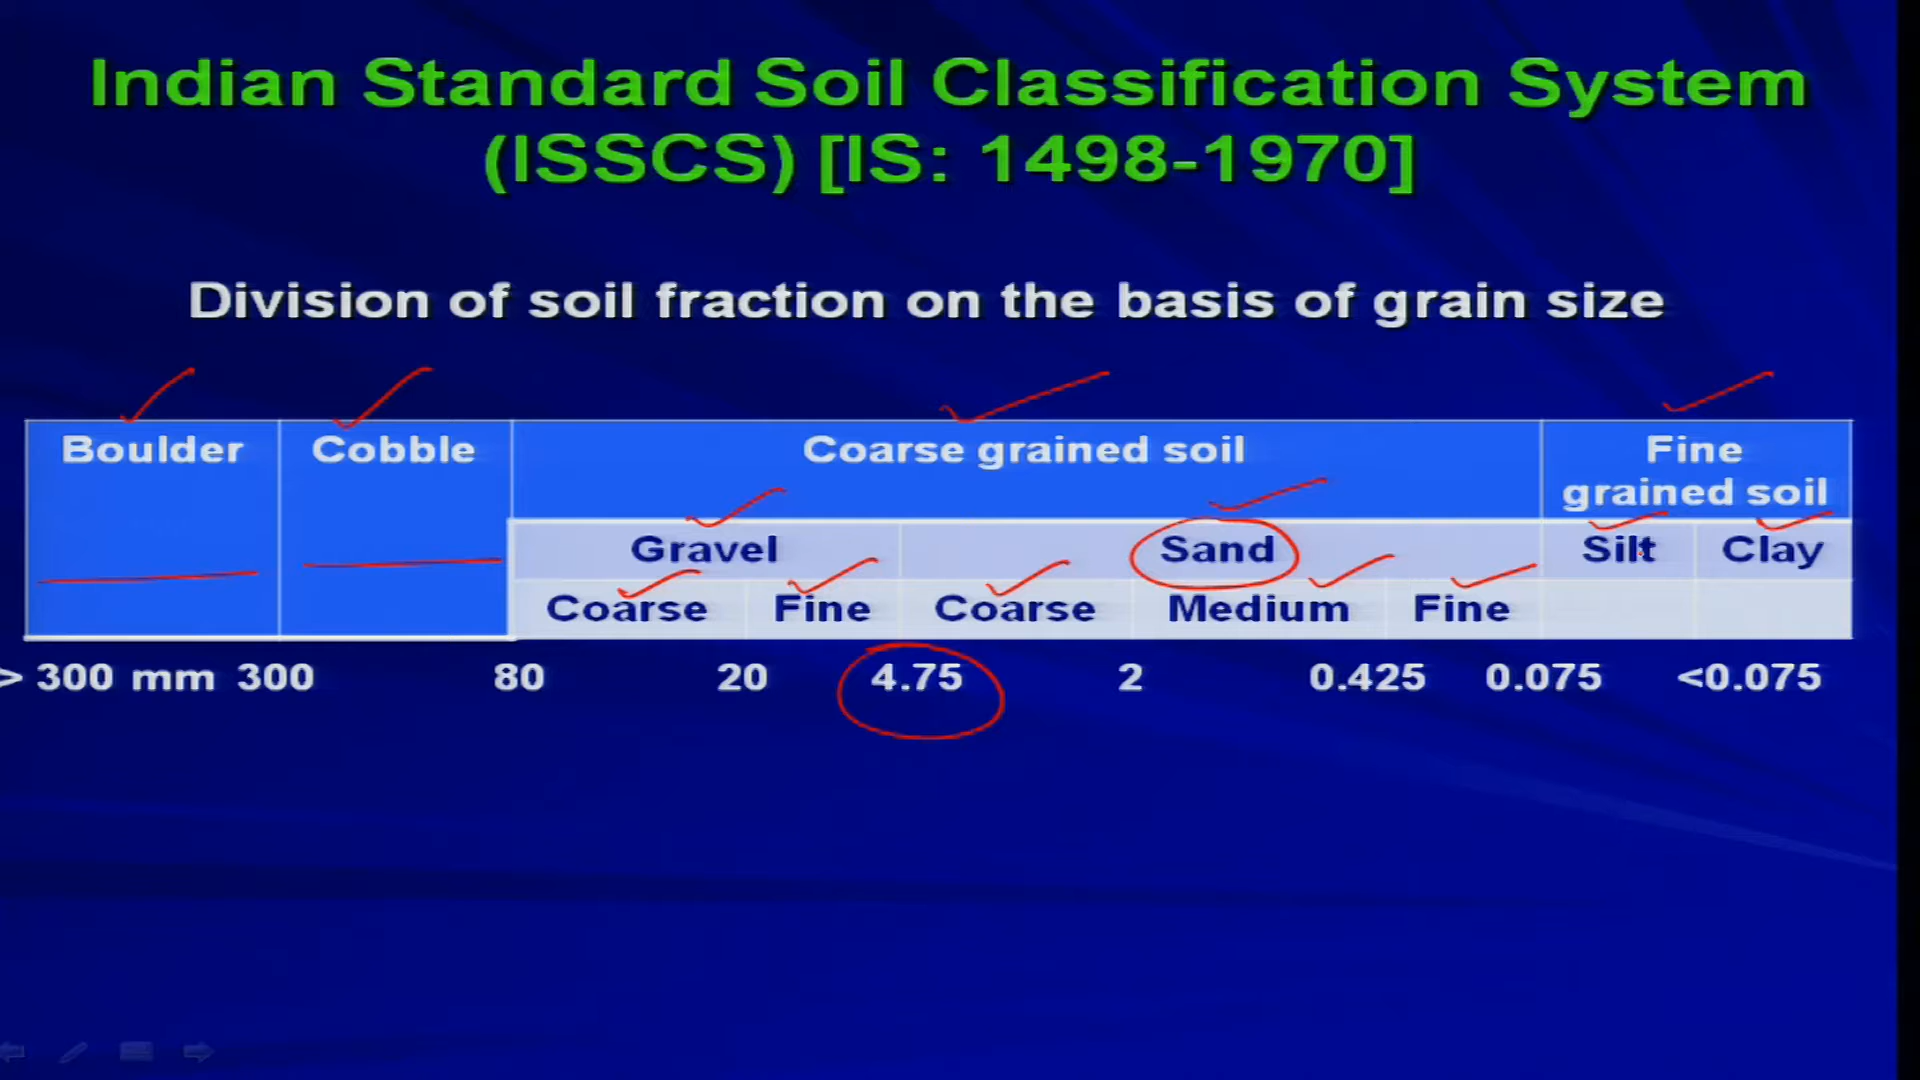 Indian Standard Soil Classification System
(ISSCS) [IS: 1498-1970]
Division of soil fraction on the basis of grain size
Boulder Cobble Coarse grained soil Fine
grained soil
Gravel Sand Silt Clay
Coarse Fine Coarse Medium Fine
> 300 mm 300 80 20 4.75 2 0.425 0.075 <0.075